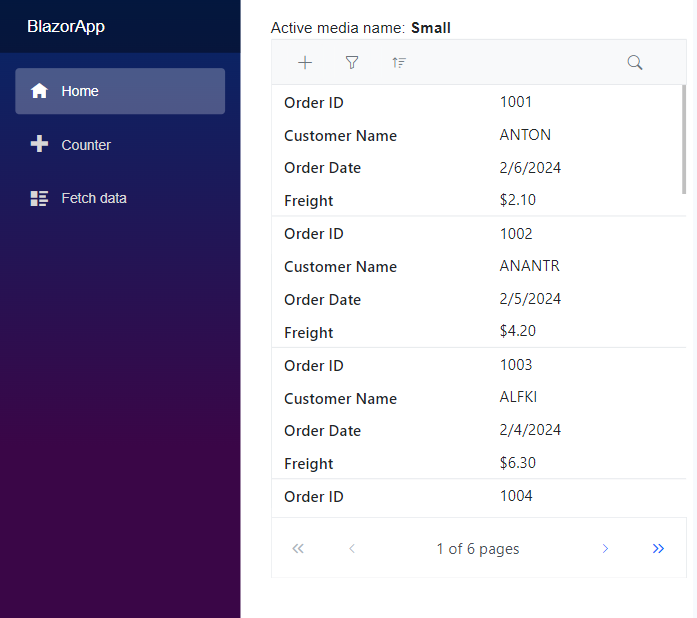 BlazorApp
Home
Counter
Fetch data
Active media name: Small
Order ID 1001
Customer Name ANTON
Order Date 2/6/2024
Freight $2.10
Order ID 1002
Customer Name ANANTR
Order Date 2/5/2024
Freight $4.20
Order ID 1003
Customer Name ALFKI
Order Date 2/4/2024
Freight $6.30
Order ID 1004
1 of 6 pages